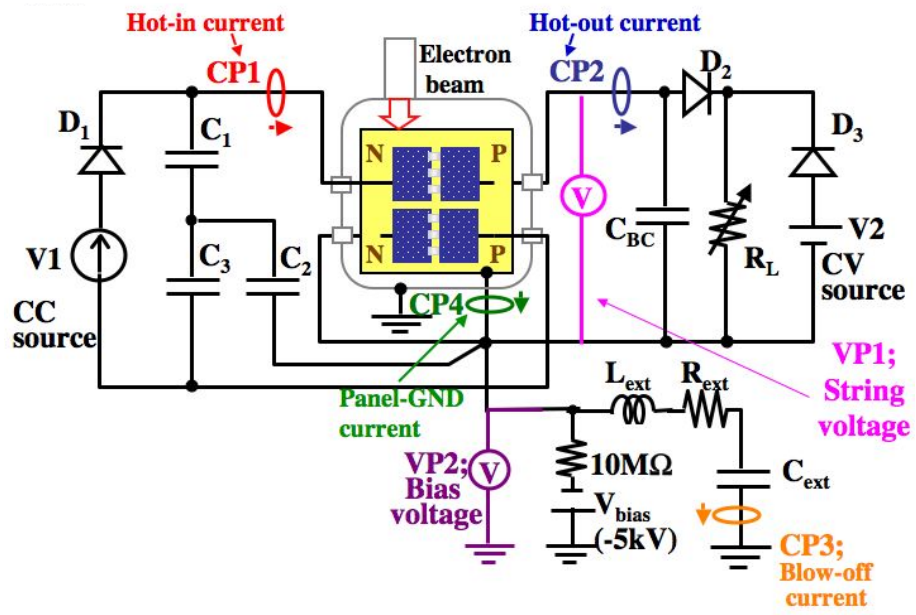 Hot-in current
Hot-out current
CP1
Electron
beam
CP2
D2
D1
C1
N
P
D3
V
V1
C3
C2
CBC
RL
V2
CC
source
N
P
CV
source
CP4
Panel-GND
current
Lext
Rext
VP1;
String
voltage
VP2;
Bias
voltage
V
10MΩ
Vbias
(-5kV)
Cext
CP3;
Blow-off
current